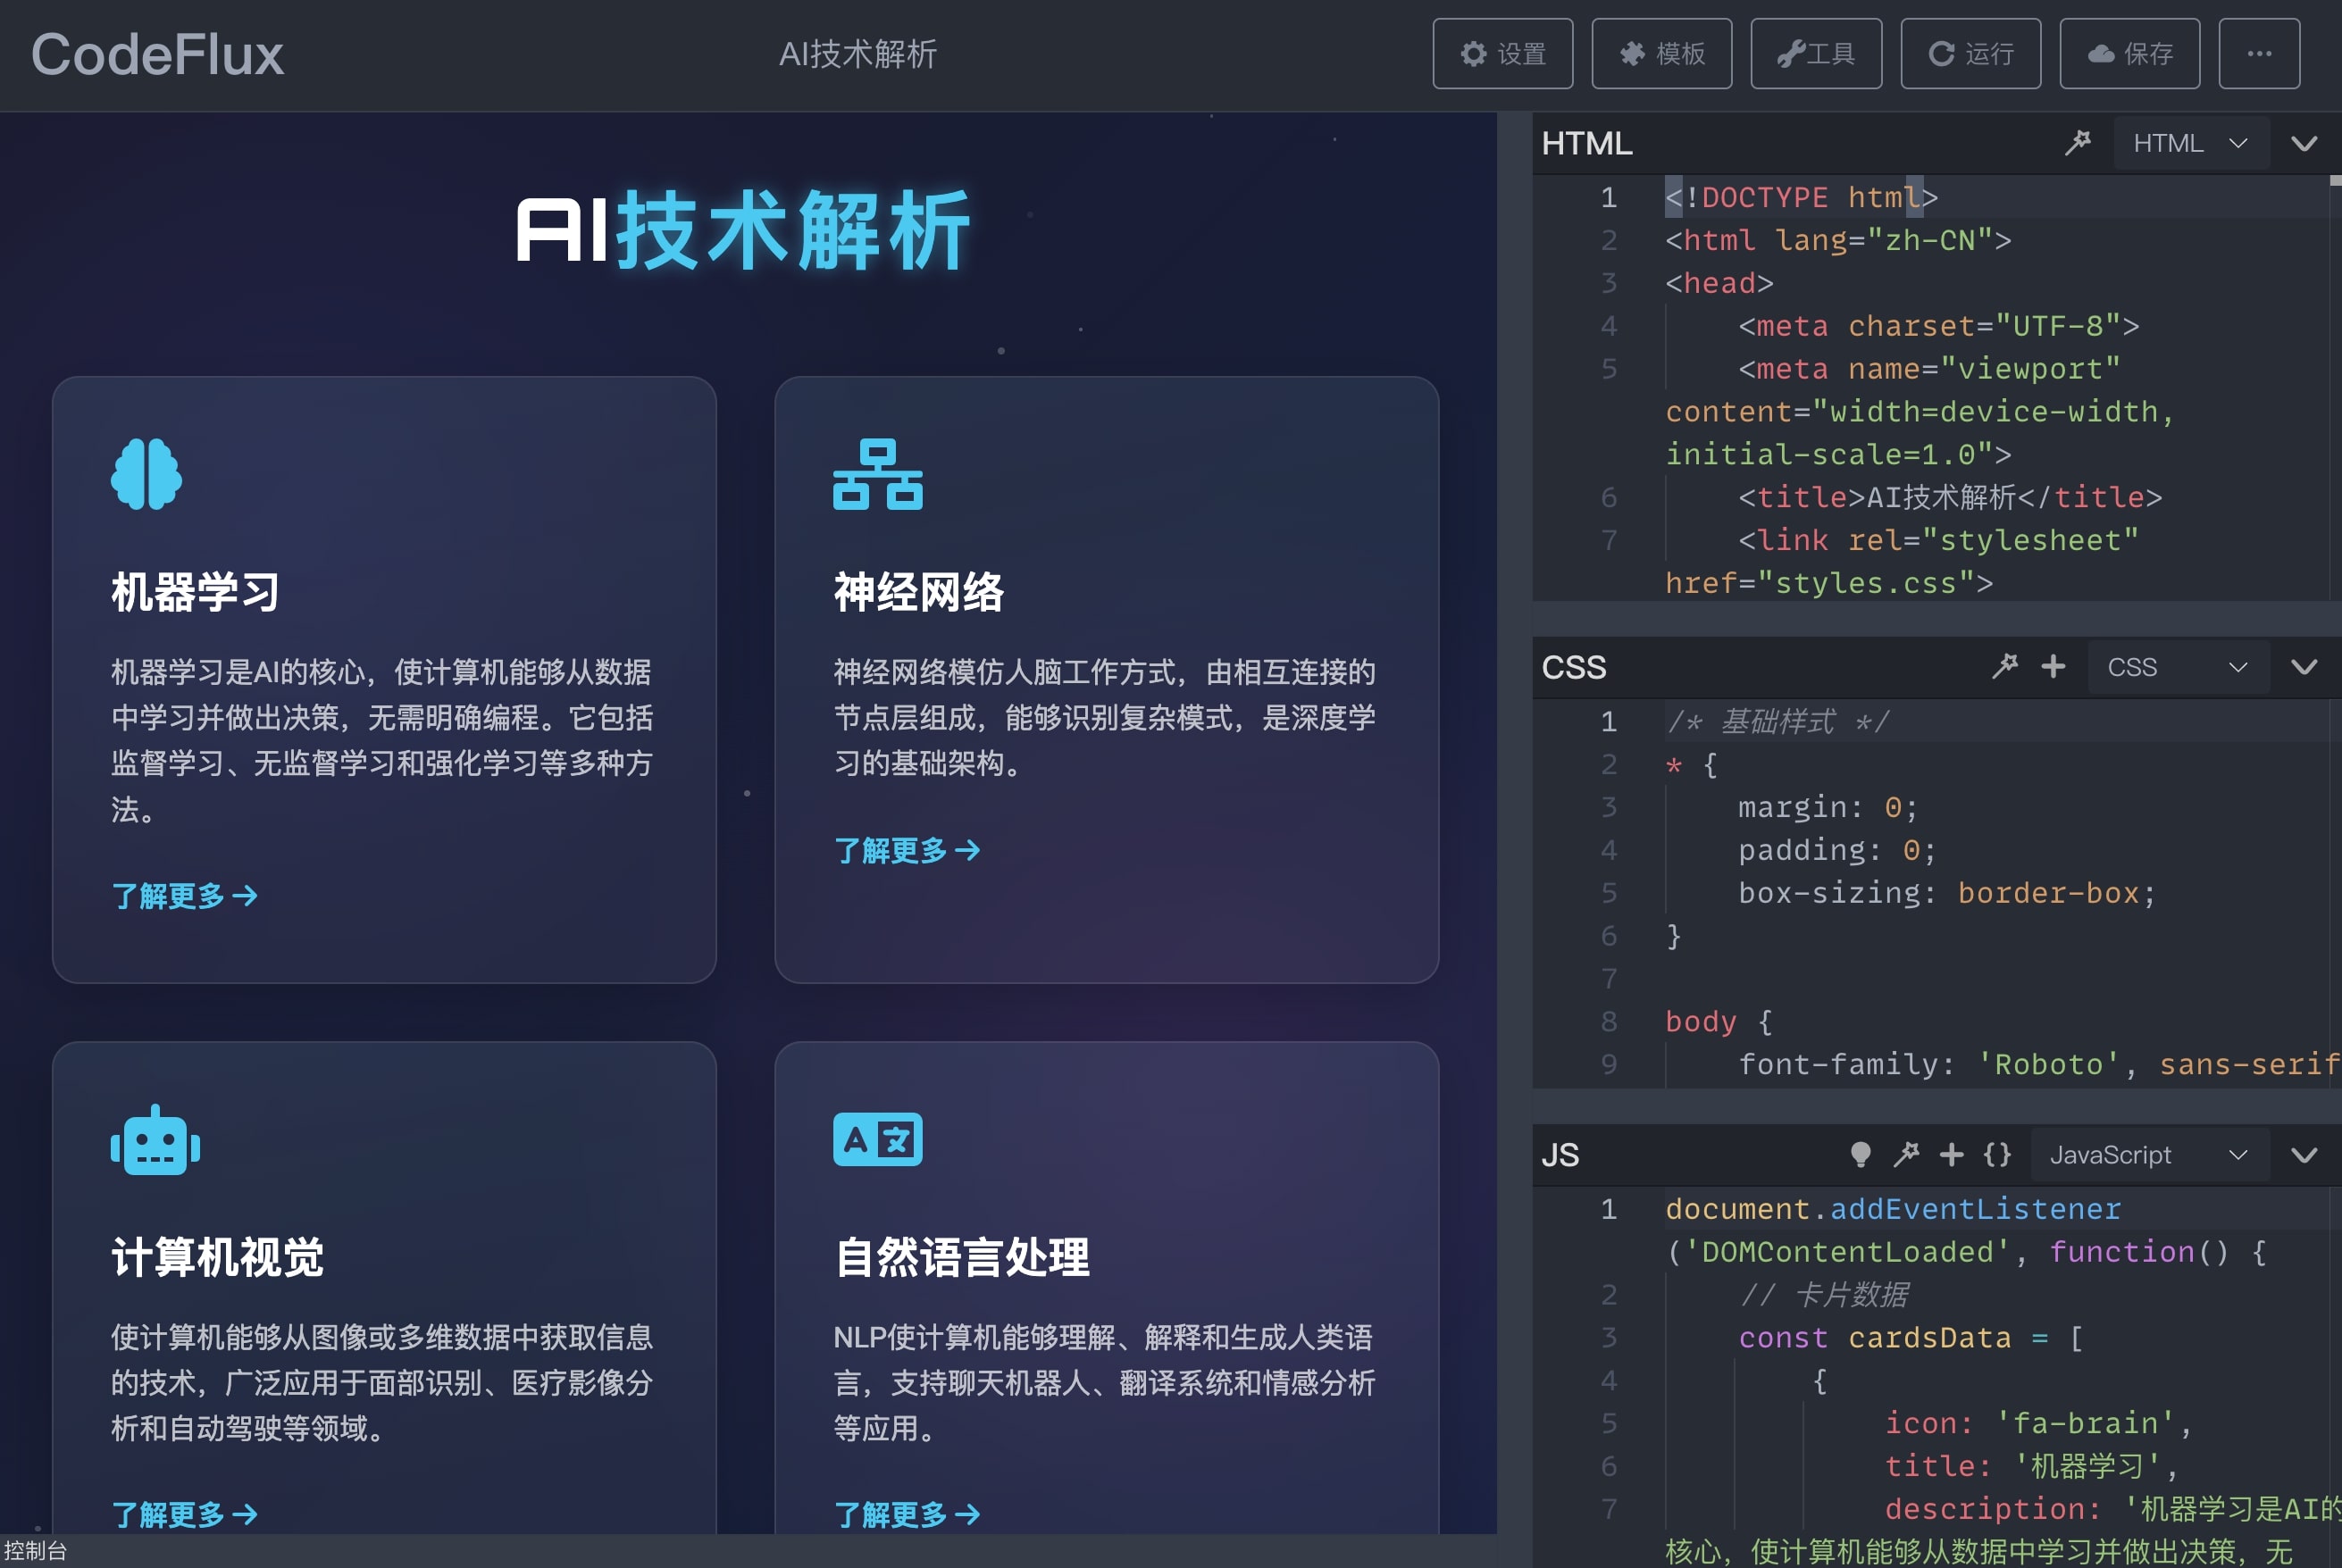 CodeFlux
AI技术解析
设置
模板
工具
运行
保存
AI技术解析
机器学习
机器学习是AI的核心，使计算机能够从数据
中学习并做出决策，无需明确编程。它包括
监督学习、无监督学习和强化学习等多种方
法。
了解更多
神经网络
神经网络模仿人脑工作方式，由相互连接的
节点层组成，能够识别复杂模式，是深度学
习的基础架构。
了解更多
计算机视觉
使计算机能够从图像或多维数据中获取信息
的技术，广泛应用于面部识别、医疗影像分
析和自动驾驶等领域。
了解更多
A文
自然语言处理
NLP使计算机能够理解、解释和生成人类语
言，支持聊天机器人、翻译系统和情感分析
等应用。
了解更多
控制台
HTML
HTML
1 <!DOCTYPE html>
2 <html lang="zh-CN">
3 <head>
4 <meta charset="UTF-8">
5 <meta name="viewport"
content="width=device-width,
initial-scale=1.0">
6 <title>AI技术解析</title>
7 <link rel="stylesheet"
href="styles.css">
CSS
CSS
1 /* 基础样式 */
2 * {
3 margin: 0;
4 padding: 0;
5 box-sizing: border-box;
6 }
7
8 body {
9 font-family: 'Roboto', sans-serif
JS
{}
JavaScript
1 document.addEventListener
('DOMContentLoaded', function() {
2 // 卡片数据
3 const cardsData = [
4 {
5 icon: 'fa-brain',
6 title: '机器学习',
7 description: '机器学习是AI的
核心，使计算机能够从数据中学习并做出决策，无